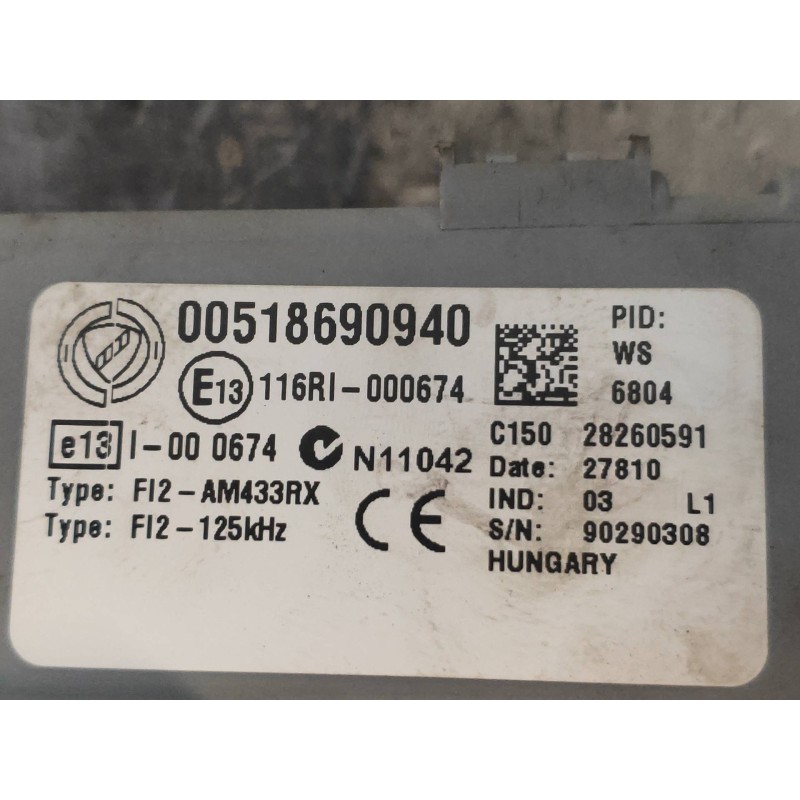 00518690940
E13 116RI-000674
e13 I-00 0674 N11042
Type: FI2-AM433RX
Type: FI2-125kHz
CE
PID:
WS
6804
C150 28260591
Date: 27810
IND: 03 L1
S/N: 90290308
HUNGARY